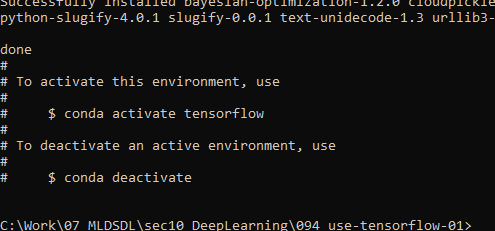 Successfully installed bayesian-optimization-1.2.0 cloudpickle
python-slugify-4.0.1 slugify-0.0.1 text-unidecode-1.3 urllib3-
done
#
# To activate this environment, use
#
#     $ conda activate tensorflow
#
# To deactivate an active environment, use
#
#     $ conda deactivate
C:\Work\07 MLDSDL\sec10 DeepLearning\094 use-tensorflow-01>